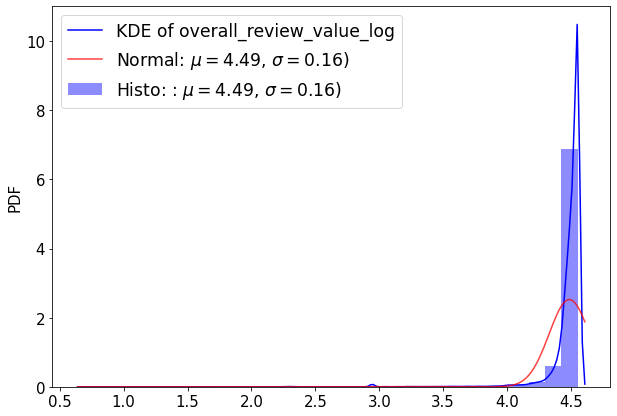 KDE of overall_review_value_log
Normal: μ = 4.49, σ = 0.16)
Histo: : μ = 4.49, σ = 0.16)
PDF
10
8
6
4
2
0
0.5 1.0 1.5 2.0 2.5 3.0 3.5 4.0 4.5